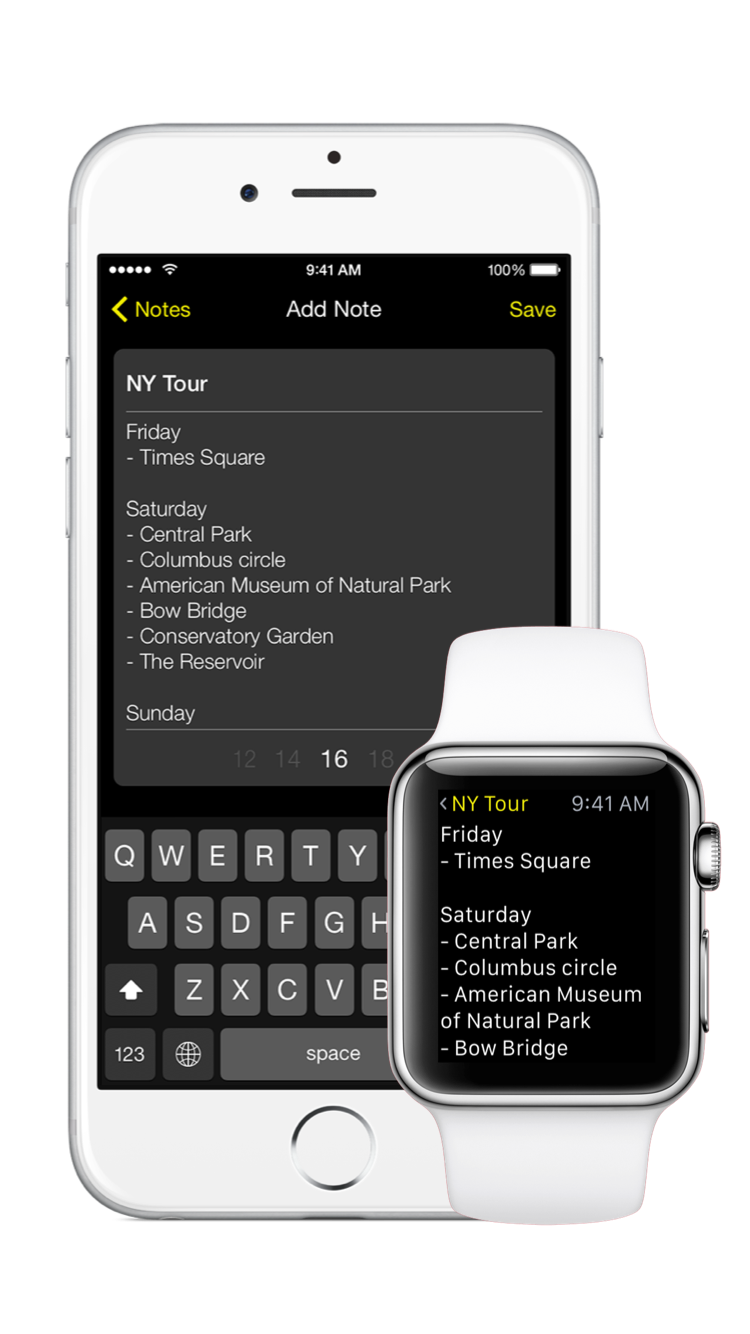 9:41 AM 100%
Notes Add Note Save
NY Tour
Friday
- Times Square
Saturday
- Central Park
- Columbus circle
- American Museum of Natural Park
- Bow Bridge
- Conservatory Garden
- The Reservoir
Sunday
12 14 16 18
Q W E R T Y
A S D F G H
Z X C V B
123 space
NY Tour 9:41 AM
Friday
- Times Square
Saturday
- Central Park
- Columbus circle
- American Museum
of Natural Park
- Bow Bridge